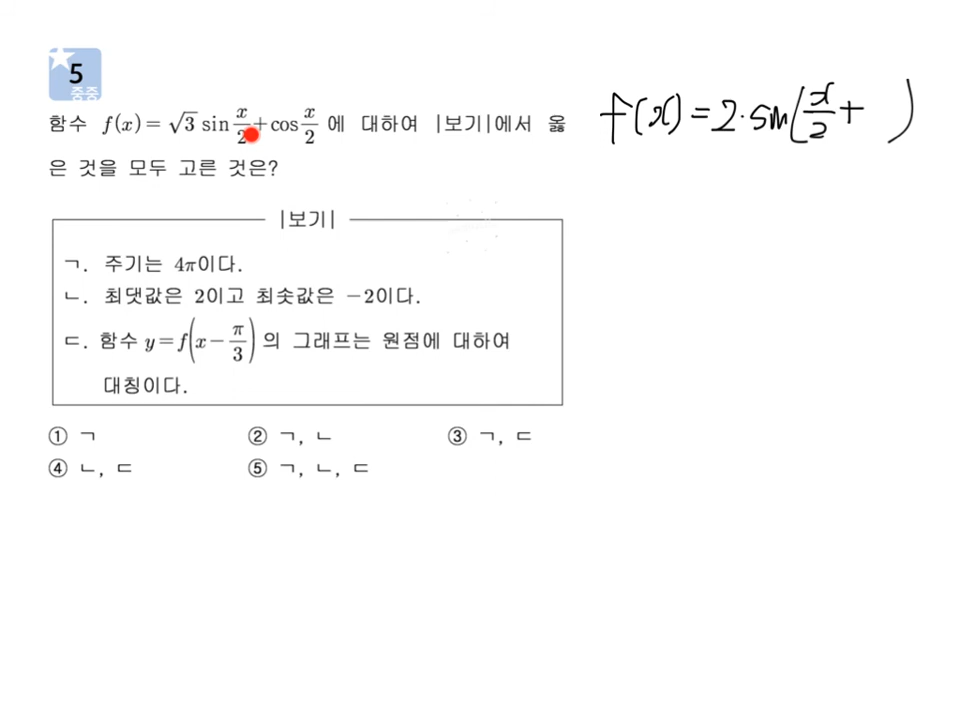 5
중중
함수 f(x)=√3 sin x/2 + cos x/2 에 대하여 |보기|에서 옳
은 것을 모두 고른 것은?
f(x)=2·sin(x/2+ )
|보기|
ㄱ. 주기는 4π이다.
ㄴ. 최댓값은 2이고 최솟값은 -2이다.
ㄷ. 함수 y=f(x-π/3)의 그래프는 원점에 대하여
대칭이다.
① ㄱ ② ㄱ, ㄴ ③ ㄱ, ㄷ
④ ㄴ, ㄷ ⑤ ㄱ, ㄴ, ㄷ